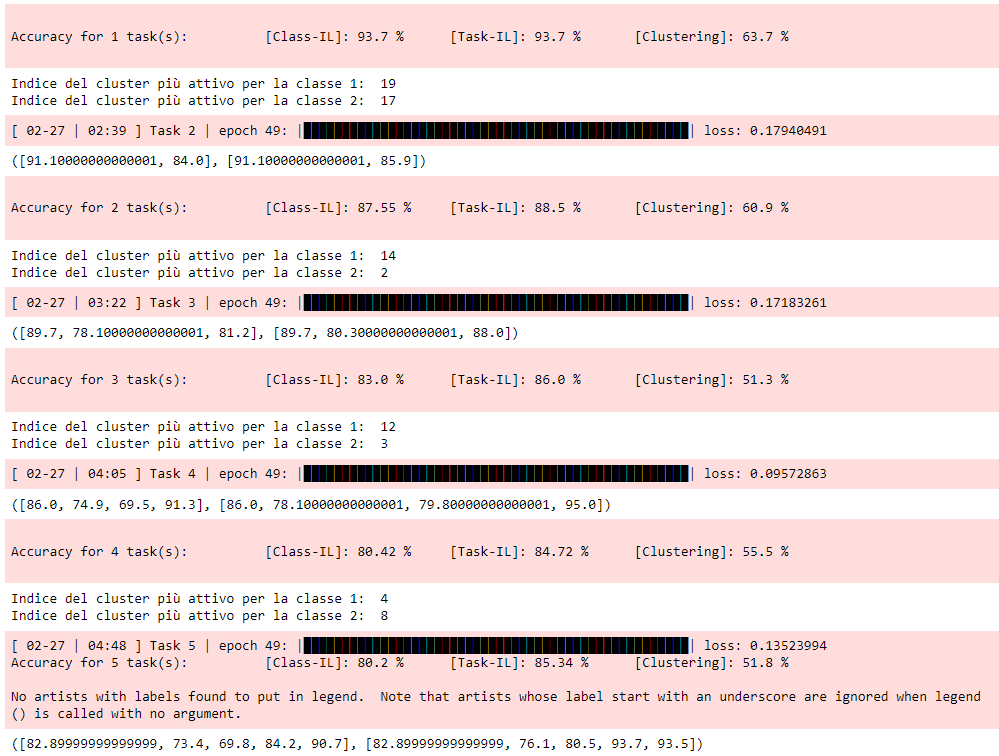 Accuracy for 1 task(s): [Class-IL]: 93.7 % [Task-IL]: 93.7 % [Clustering]: 63.7 %
Indice del cluster più attivo per la classe 1: 19
Indice del cluster più attivo per la classe 2: 17
[ 02-27 | 02:39 ] Task 2 | epoch 49: | | loss: 0.17940491
([91.10000000000001, 84.0], [91.10000000000001, 85.9])
Accuracy for 2 task(s): [Class-IL]: 87.55 % [Task-IL]: 88.5 % [Clustering]: 60.9 %
Indice del cluster più attivo per la classe 1: 14
Indice del cluster più attivo per la classe 2: 2
[ 02-27 | 03:22 ] Task 3 | epoch 49: | | loss: 0.17183261
([89.7, 78.10000000000001, 81.2], [89.7, 80.30000000000001, 88.0])
Accuracy for 3 task(s): [Class-IL]: 83.0 % [Task-IL]: 86.0 % [Clustering]: 51.3 %
Indice del cluster più attivo per la classe 1: 12
Indice del cluster più attivo per la classe 2: 3
[ 02-27 | 04:05 ] Task 4 | epoch 49: | | loss: 0.09572863
([86.0, 74.9, 69.5, 91.3], [86.0, 78.10000000000001, 79.80000000000001, 95.0])
Accuracy for 4 task(s): [Class-IL]: 80.42 % [Task-IL]: 84.72 % [Clustering]: 55.5 %
Indice del cluster più attivo per la classe 1: 4
Indice del cluster più attivo per la classe 2: 8
[ 02-27 | 04:48 ] Task 5 | epoch 49: | | loss: 0.13523994
Accuracy for 5 task(s): [Class-IL]: 80.2 % [Task-IL]: 85.34 % [Clustering]: 51.8 %
No artists with labels found to put in legend. Note that artists whose label start with an underscore are ignored when legend
() is called with no argument.
([82.89999999999999, 73.4, 69.8, 84.2, 90.7], [82.89999999999999, 76.1, 80.5, 93.7, 93.5])